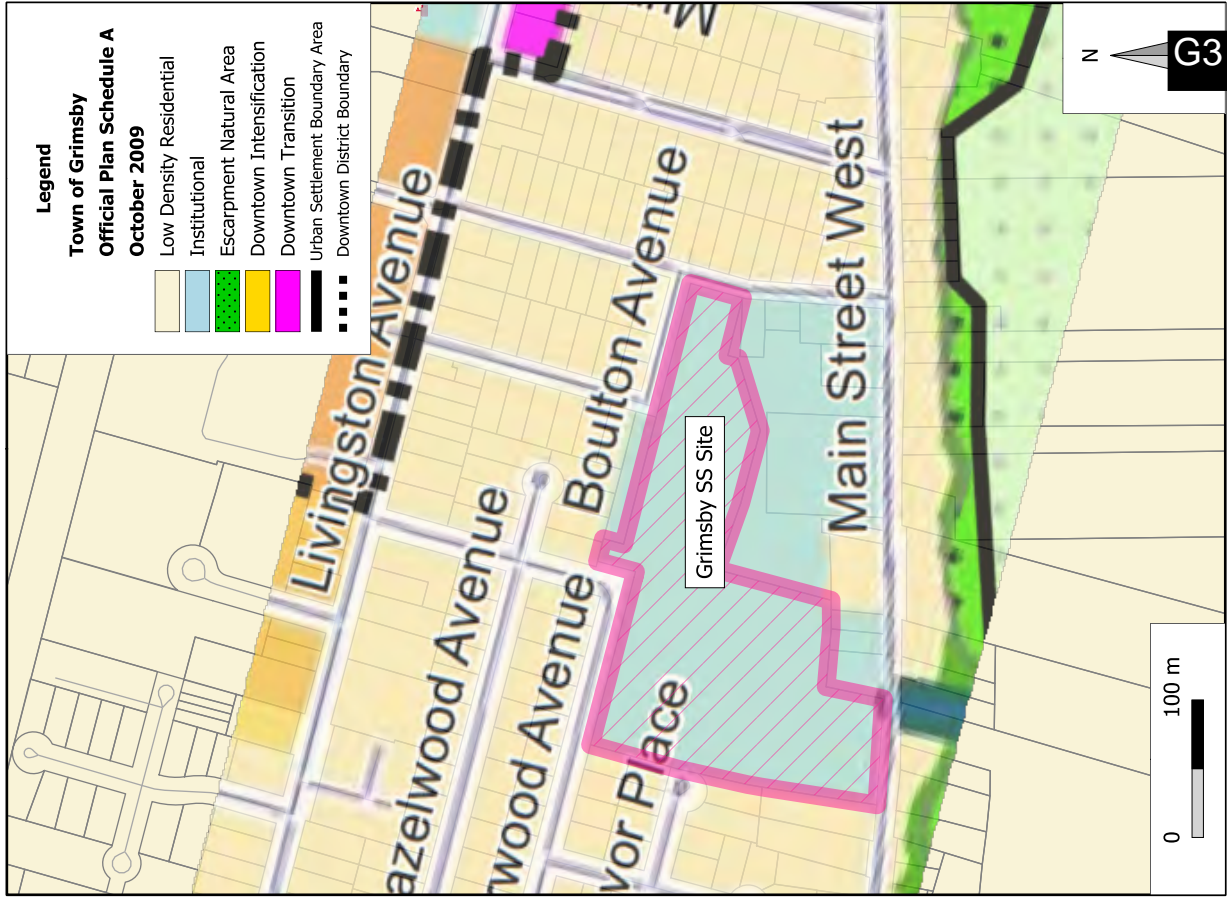 Legend
Town of Grimsby
Official Plan Schedule A
October 2009
Low Density Residential
Institutional
Escarpment Natural Area
Downtown Intensification
Downtown Transition
Urban Settlement Boundary Area
Downtown District Boundary
N
G3
Livingston Avenue
Mu
Boulton Avenue
azelwood Avenue
rwood Avenue
vor Place
Grimsby SS Site
Main Street West
0
100 m